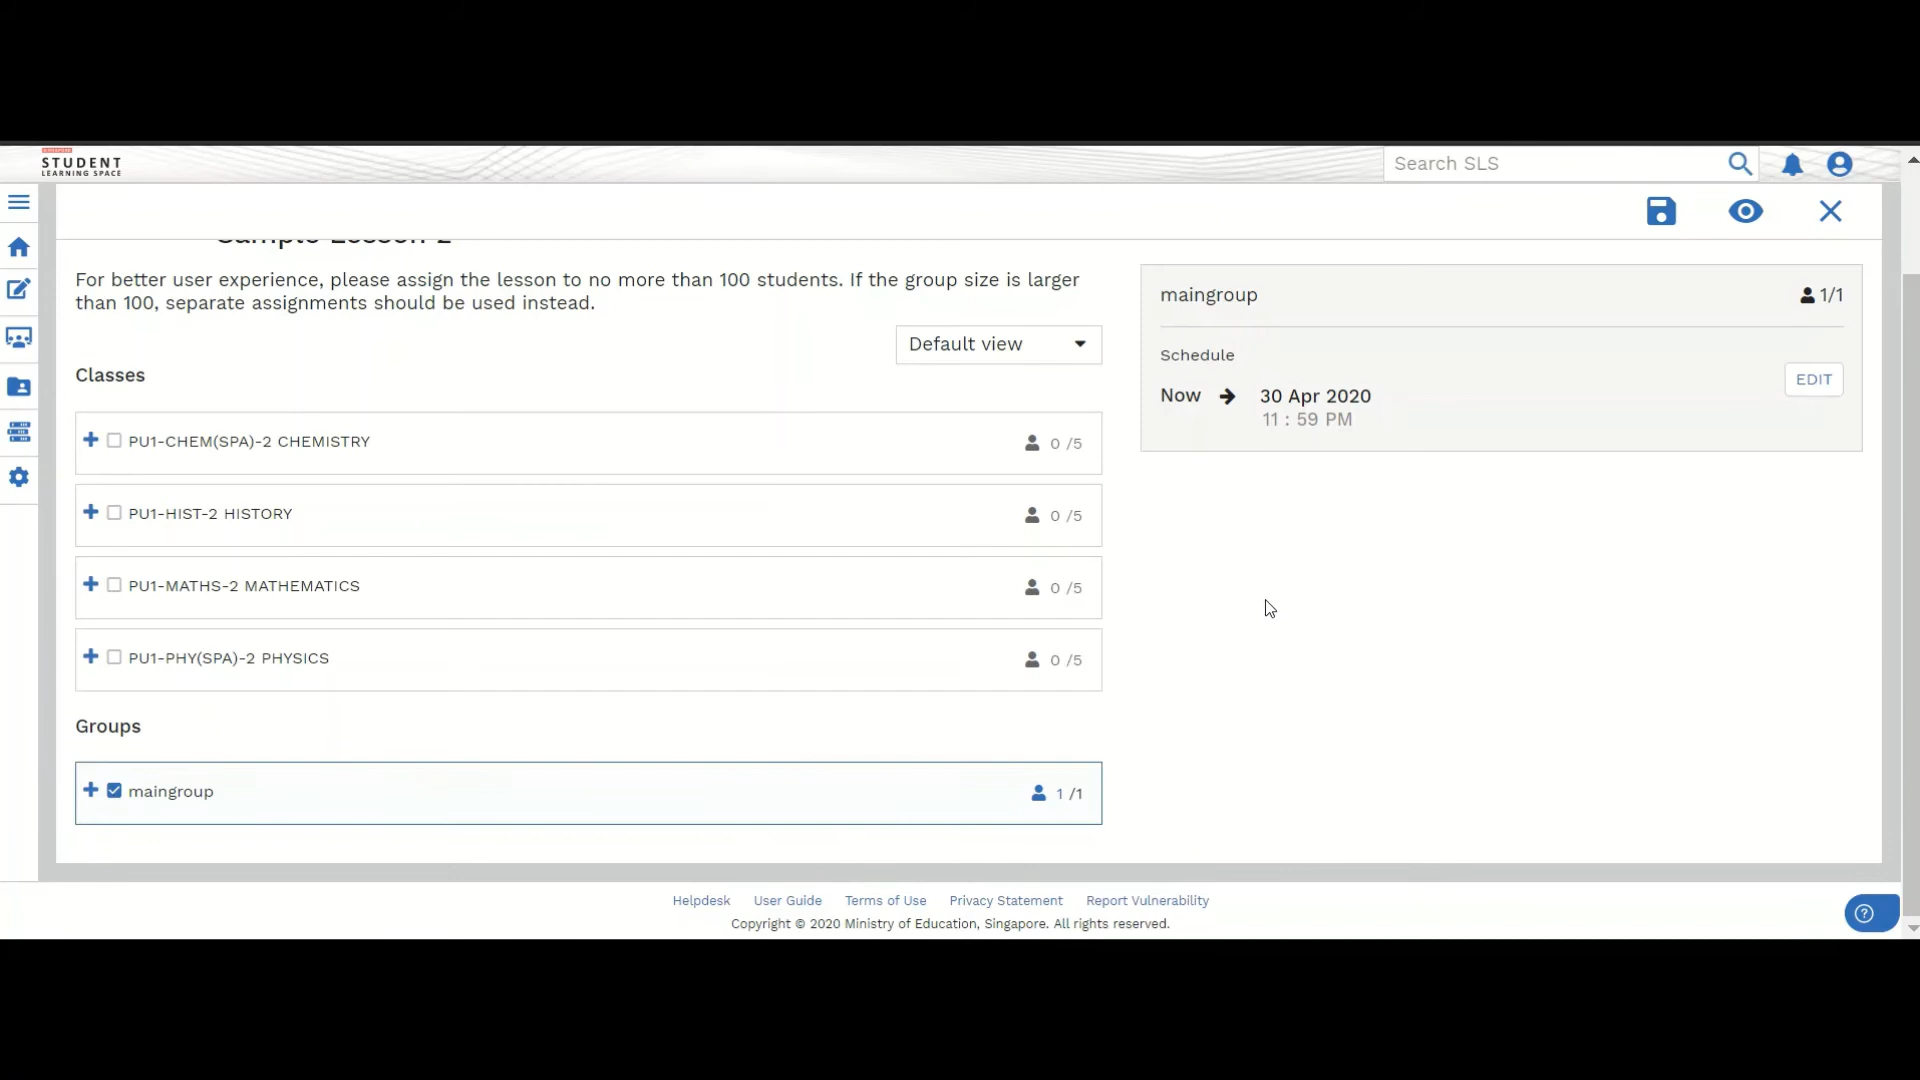 SINGAPORE
STUDENT
LEARNING SPACE
Search SLS
Sample Lesson 2
For better user experience, please assign the lesson to no more than 100 students. If the group size is larger
than 100, separate assignments should be used instead.
Default view
Classes
PU1-CHEM(SPA)-2 CHEMISTRY
0 /5
PU1-HIST-2 HISTORY
0 /5
PU1-MATHS-2 MATHEMATICS
0 /5
PU1-PHY(SPA)-2 PHYSICS
0 /5
Groups
maingroup
1 /1
maingroup
1/1
Schedule
Now
30 Apr 2020
11 : 59 PM
EDIT
Helpdesk
User Guide
Terms of Use
Privacy Statement
Report Vulnerability
Copyright © 2020 Ministry of Education, Singapore. All rights reserved.